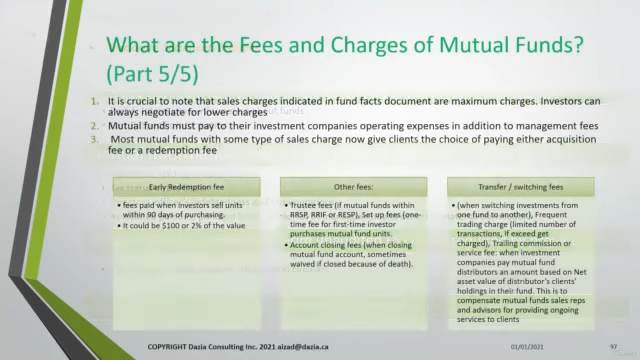 What are the Fees and Charges of Mutual Funds?
(Part 5/5)
1. It is crucial to note that sales charges indicated in fund facts document are maximum charges. Investors can
always negotiate for lower charges
2. Mutual funds must pay to their investment companies operating expenses in addition to management fees
3. Most mutual funds with some type of sales charge now give clients the choice of paying either acquisition
fee or a redemption fee
Early Redemption fee
• fees paid when investors sell units
within 90 days of purchasing.
• It could be $100 or 2% of the value
Other fees:
• Trustee fees (if mutual funds within
RRSP, RRIF or RESP), Set up fees (one-
time fee for first-time investor
purchases mutual fund units.
• Account closing fees (when closing
mutual fund account, sometimes
waived if closed because of death).
Transfer / switching fees
• (when switching investments from
one fund to another), Frequent
trading charge (limited number of
transactions, if exceed get
charged), Trailing commission or
service fee: when investment
companies pay mutual fund
distributors an amount based on Net
asset value of distributor's clients'
holdings in their fund. This is to
compensate mutual funds sales reps
and advisors for providing ongoing
services to clients
COPYRIGHT Dazia Consulting Inc. 2021 aizad@dazia.ca
01/01/2021
97